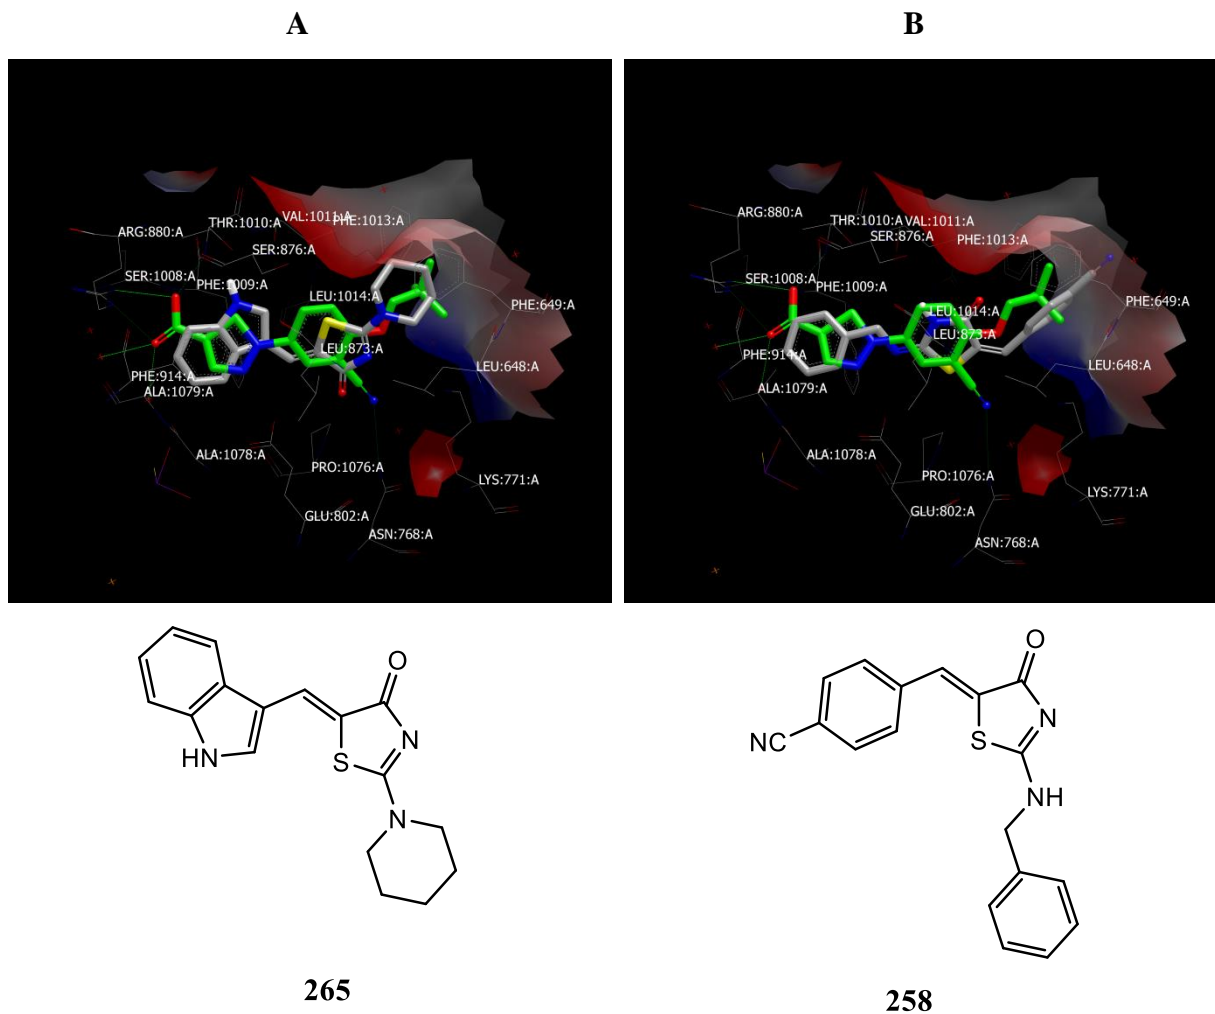 A
B
ARG:880:A
THR:1010:A
VAL:1011:A
PHE:1013:A
SER:876:A
SER:1008:A
PHE:1009:A
LEU:1014:A
PHE:649:A
LEU:873:A
LEU:648:A
PHE:914:A
ALA:1079:A
ALA:1078:A
PRO:1076:A
LYS:771:A
GLU:802:A
ASN:768:A
ARG:880:A
THR:1010:A VAL:1011:A
SER:876:A
PHE:1013:A
SER:1008:A
PHE:1009:A
PHE:649:A
LEU:1014:A
LEU:873:A
PHE:914:A
LEU:648:A
ALA:1079:A
ALA:1078:A
PRO:1076:A
LYS:771:A
GLU:802:A
ASN:768:A
O
N
S
HN
N
265
O
N
S
NC
NH
258